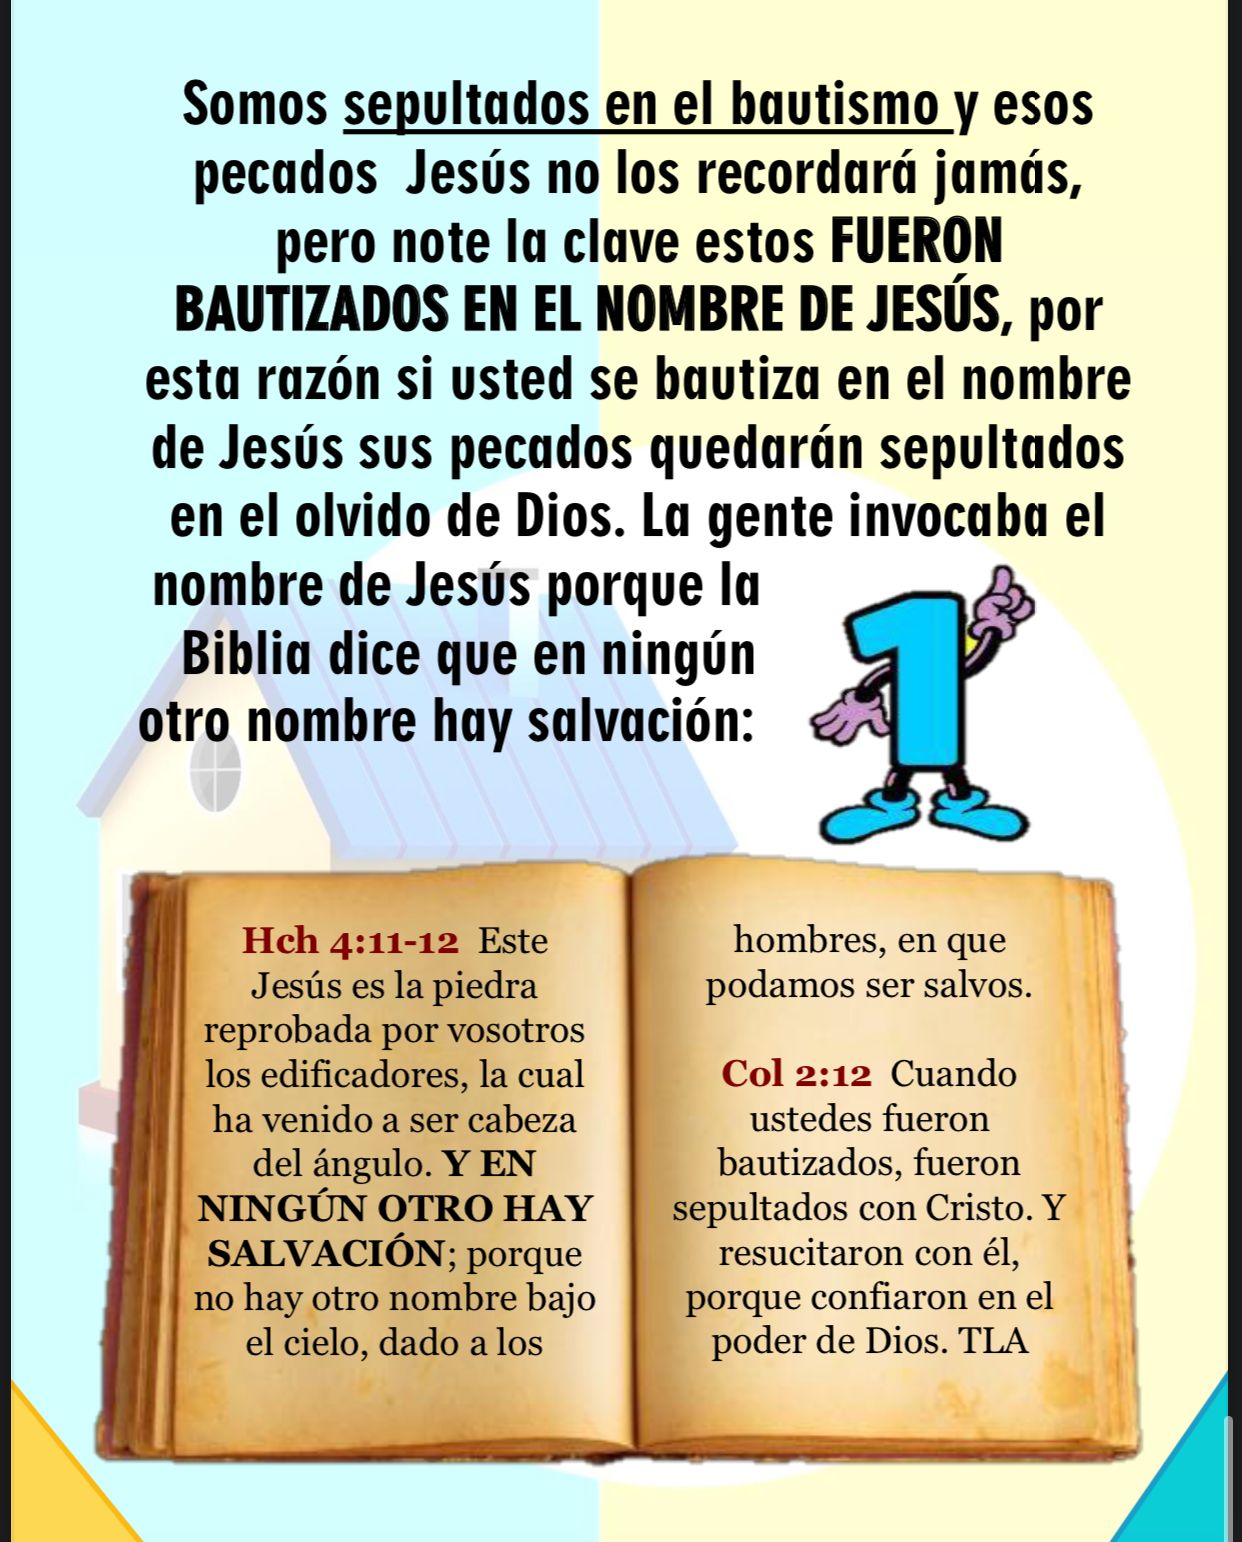 Somos sepultados en el bautismo y esos
pecados  Jesús no los recordará jamás,
pero note la clave estos FUERON
BAUTIZADOS EN EL NOMBRE DE JESÚS, por
esta razón si usted se bautiza en el nombre
de Jesús sus pecados quedarán sepultados
en el olvido de Dios. La gente invocaba el
nombre de Jesús porque la
Biblia dice que en ningún
otro nombre hay salvación:
1
Hch 4:11-12  Este
Jesús es la piedra
reprobada por vosotros
los edificadores, la cual
ha venido a ser cabeza
del ángulo. Y EN
NINGÚN OTRO HAY
SALVACIÓN; porque
no hay otro nombre bajo
el cielo, dado a los
hombres, en que
podamos ser salvos.
Col 2:12  Cuando
ustedes fueron
bautizados, fueron
sepultados con Cristo. Y
resucitaron con él,
porque confiaron en el
poder de Dios. TLA